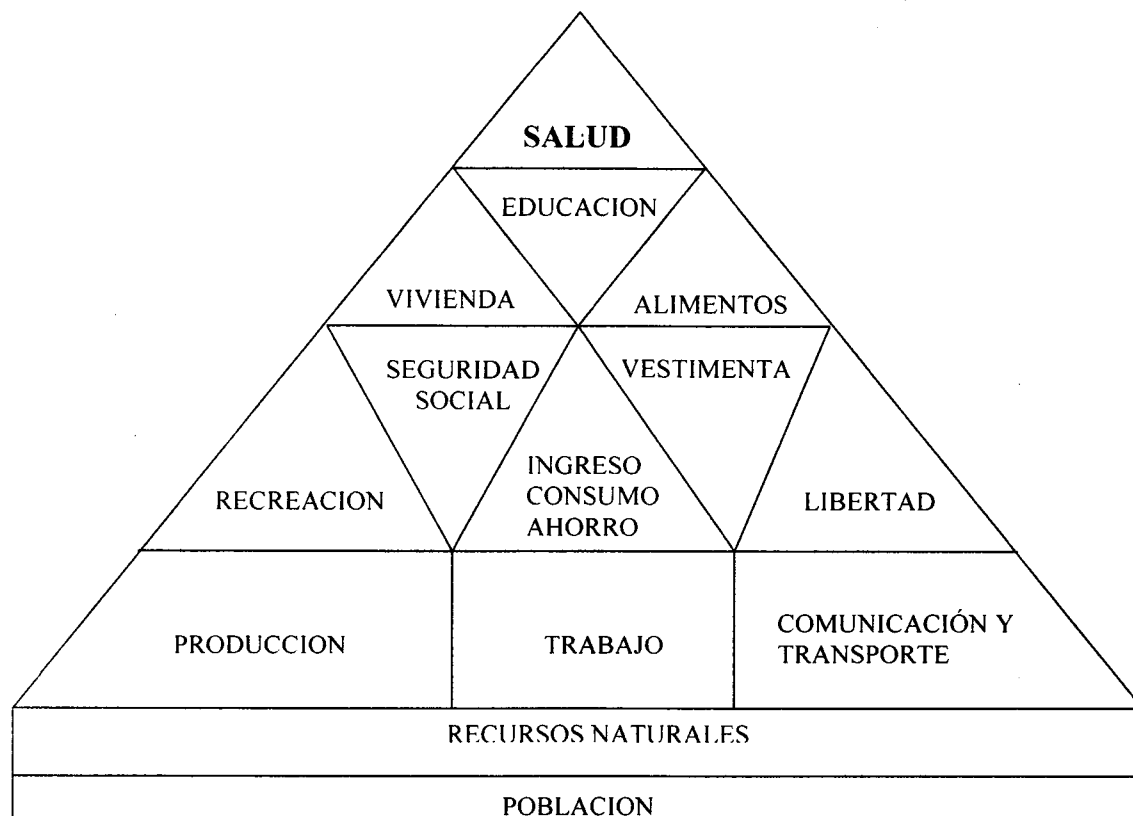 SALUD
EDUCACION
VIVIENDA
ALIMENTOS
SEGURIDAD
SOCIAL
VESTIMENTA
RECREACION
INGRESO
CONSUMO
AHORRO
LIBERTAD
PRODUCCION
TRABAJO
COMUNICACIÓN Y
TRANSPORTE
RECURSOS NATURALES
POBLACION